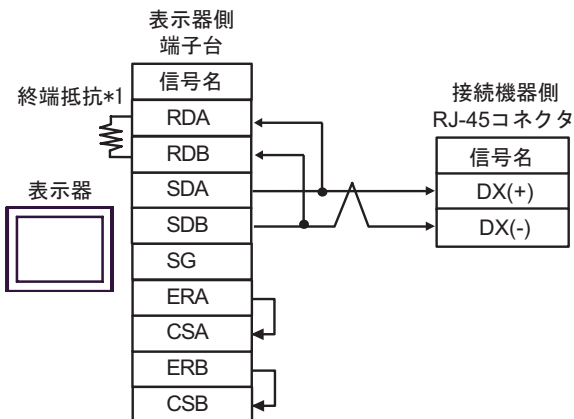 表示器側
端子台
信号名
終端抵抗*1
RDA
RDB
表示器
SDA
SDB
SG
ERA
CSA
ERB
CSB
接続機器側
RJ-45コネクタ
信号名
DX(+)
DX(-)